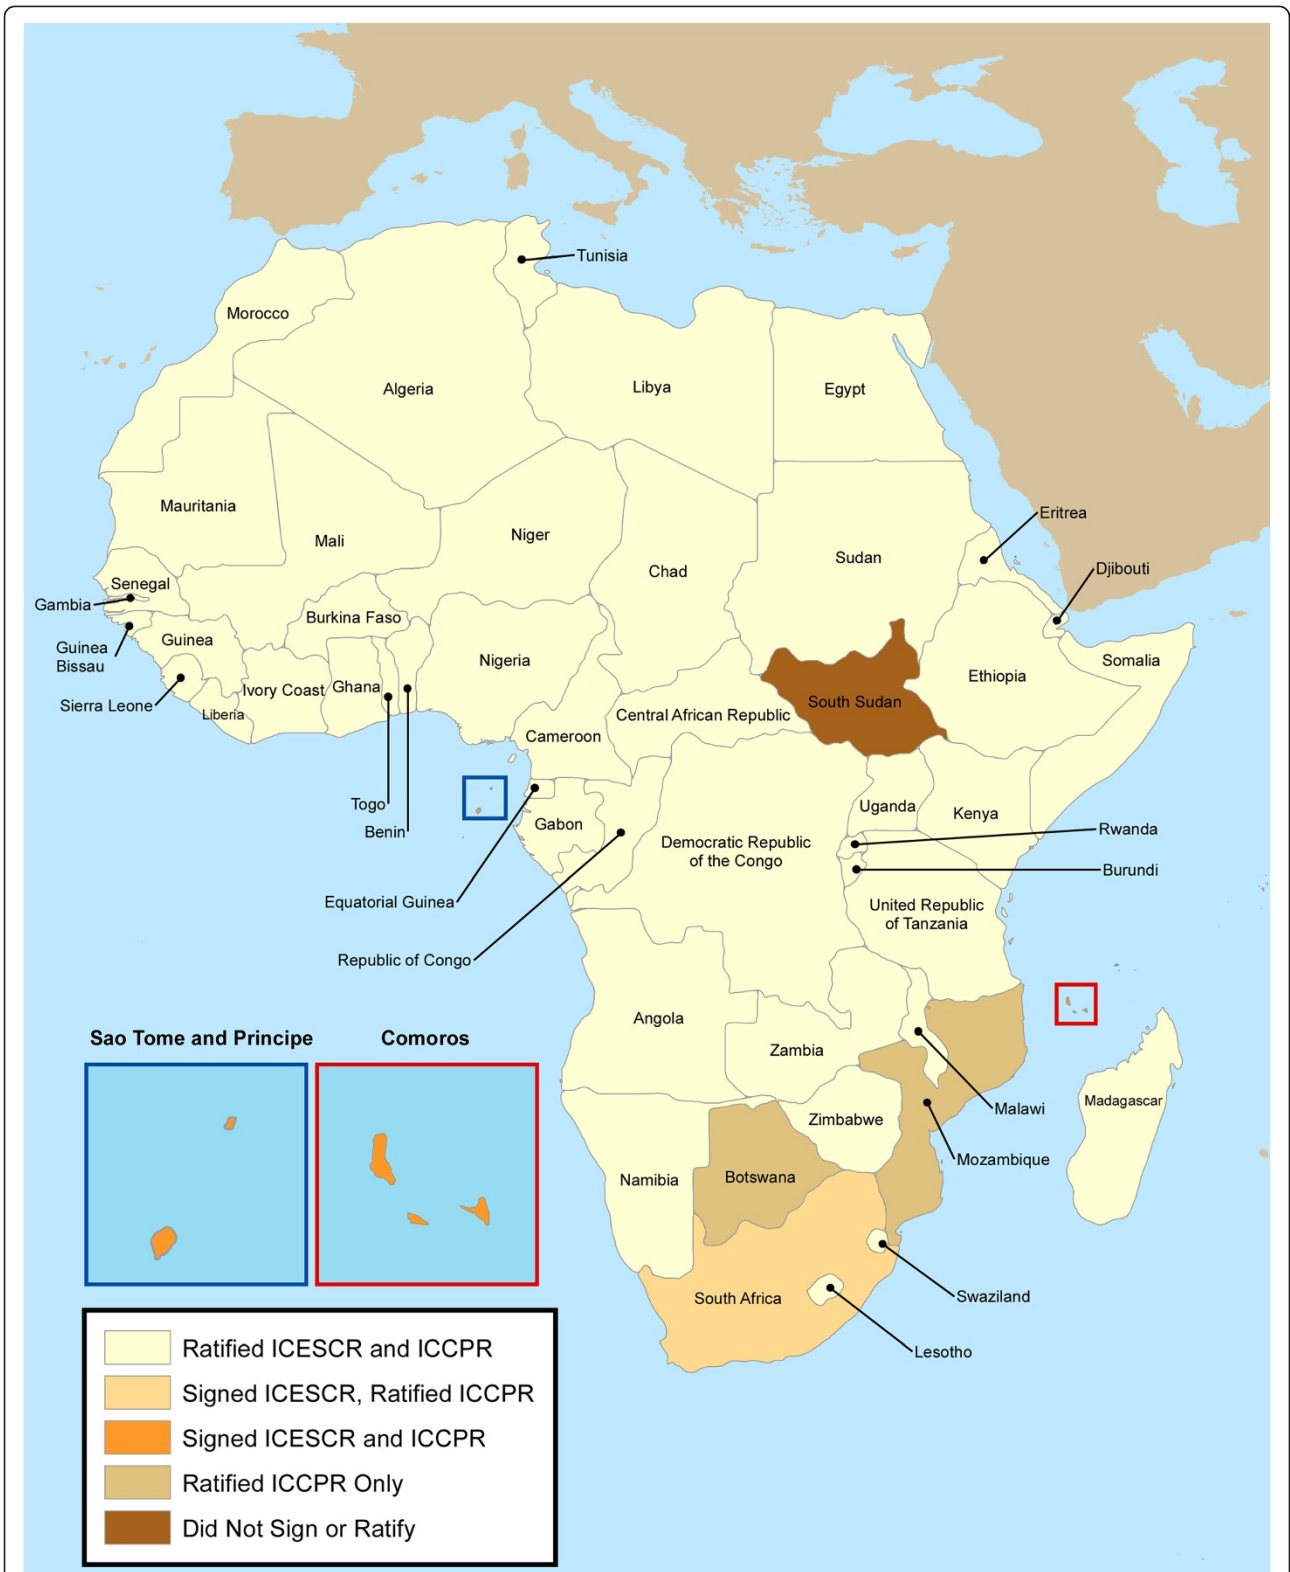 Tunisia
Morocco
Algeria
Libya
Egypt
Mauritania
Mali
Niger
Chad
Sudan
Eritrea
Djibouti
Senegal
Gambia
Guinea
Bissau
Guinea
Sierra Leone
Liberia
Ivory Coast
Burkina Faso
Ghana
Togo
Benin
Nigeria
Cameroon
Central African Republic
South Sudan
Ethiopia
Somalia
Uganda
Kenya
Rwanda
Burundi
Equatorial Guinea
Gabon
Republic of Congo
Democratic Republic
of the Congo
United Republic
of Tanzania
Angola
Zambia
Malawi
Mozambique
Zimbabwe
Madagascar
Namibia
Botswana
South Africa
Swaziland
Lesotho
Sao Tome and Principe
Comoros
Ratified ICESCR and ICCPR
Signed ICESCR, Ratified ICCPR
Signed ICESCR and ICCPR
Ratified ICCPR Only
Did Not Sign or Ratify